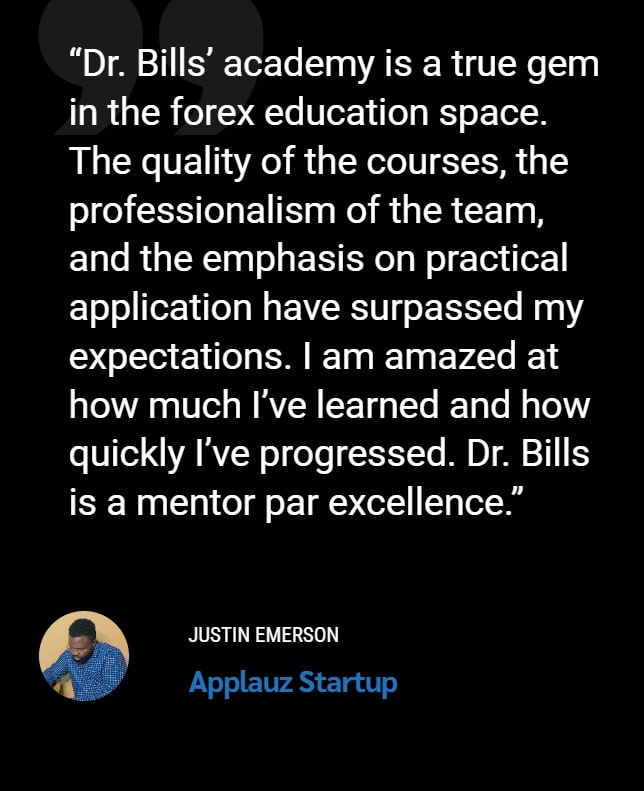 “Dr. Bills’ academy is a true gem
in the forex education space.
The quality of the courses, the
professionalism of the team,
and the emphasis on practical
application have surpassed my
expectations. I am amazed at
how much I’ve learned and how
quickly I’ve progressed. Dr. Bills
is a mentor par excellence.”
JUSTIN EMERSON
Applauz Startup